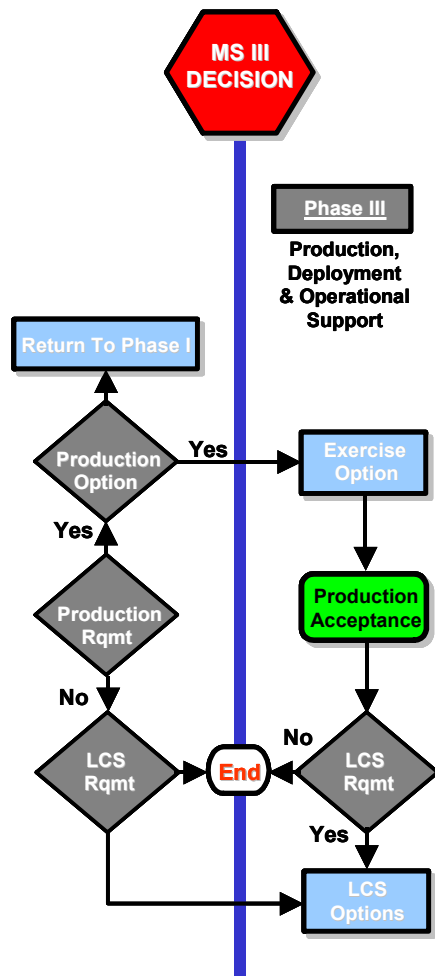 MS III
DECISION
Phase III
Production,
Deployment
& Operational
Support
Return To Phase I
Production
Option
Yes
Exercise
Option
Yes
Production
Rqmt
Production
Acceptance
No
LCS
Rqmt
End
No
LCS
Rqmt
Yes
LCS
Options